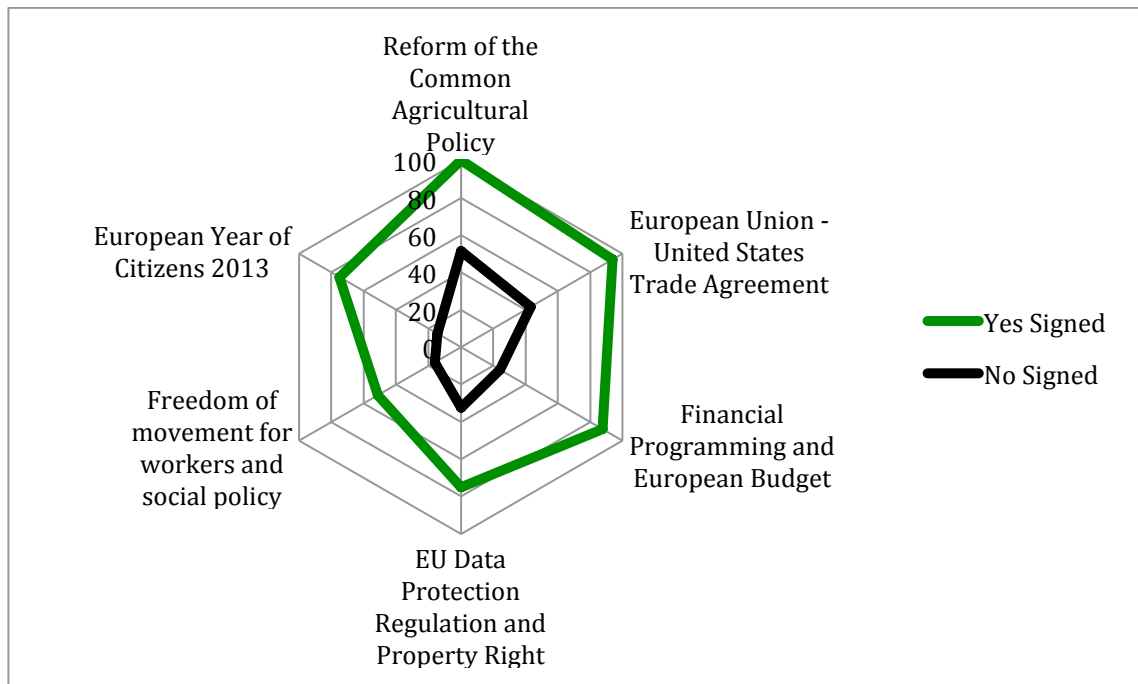 Reform of the
Common
Agricultural
Policy
100
80
60
40
20
0
European Union -
United States
Trade Agreement
Financial
Programming and
European Budget
EU Data
Protection
Regulation and
Property Right
Freedom of
movement for
workers and
social policy
European Year of
Citizens 2013
Yes Signed
No Signed